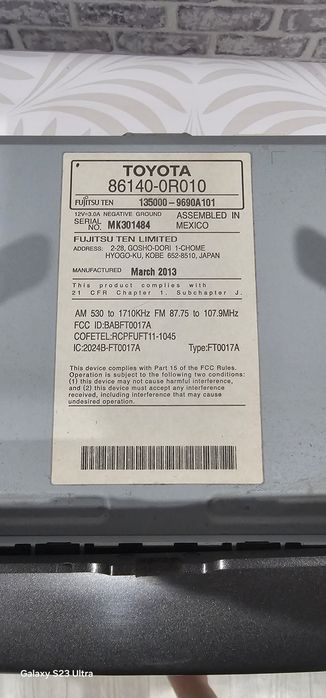 TOYOTA
86140-0R010
FUJITSU TEN 135000-9690A101
12V⎓3.0A NEGATIVE GROUND
SERIAL NO. MK301484
ASSEMBLED IN MEXICO
FUJITSU TEN LIMITED
ADDRESS: 2-28, GOSHO-DORI 1-CHOME
HYOGO-KU, KOBE 652-8510, JAPAN
MANUFACTURED March 2013
This product complies with
21 CFR Chapter 1. Subchapter J.
AM 530 to 1710KHz FM 87.75 to 107.9MHz
FCC ID:BABFT0017A
COFETEL:RCPFUFT11-1045
IC:2024B-FT0017A Type:FT0017A
This device complies with Part 15 of the FCC Rules.
Operation is subject to the following two conditions:
(1) this device may not cause harmful interference,
and (2) this device must accept any interference
received, including interference that may cause
undesired operation.
Galaxy S23 Ultra